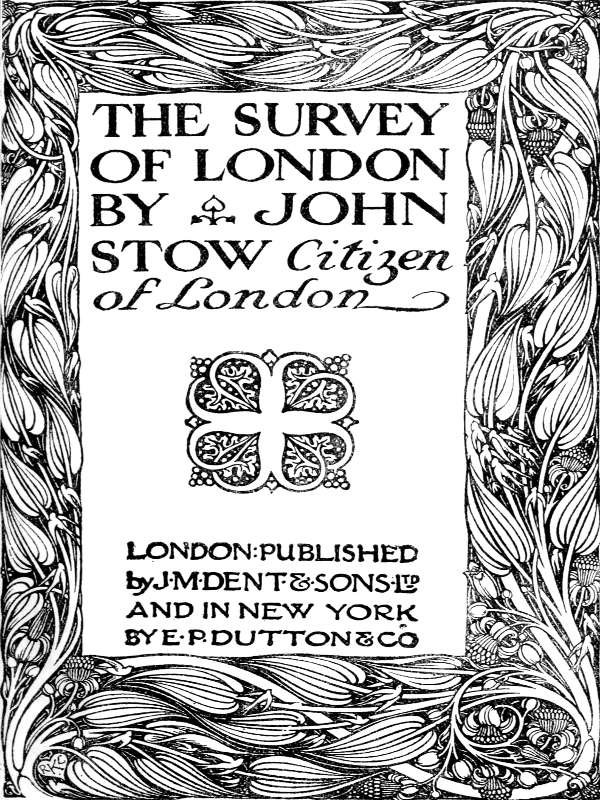 THE SURVEY
OF LONDON
BY JOHN
STOW Citizen
of London
LONDON: PUBLISHED
by J·M·DENT·&·SONS·LTD
AND IN NEW YORK
BY E·P·DUTTON & CO